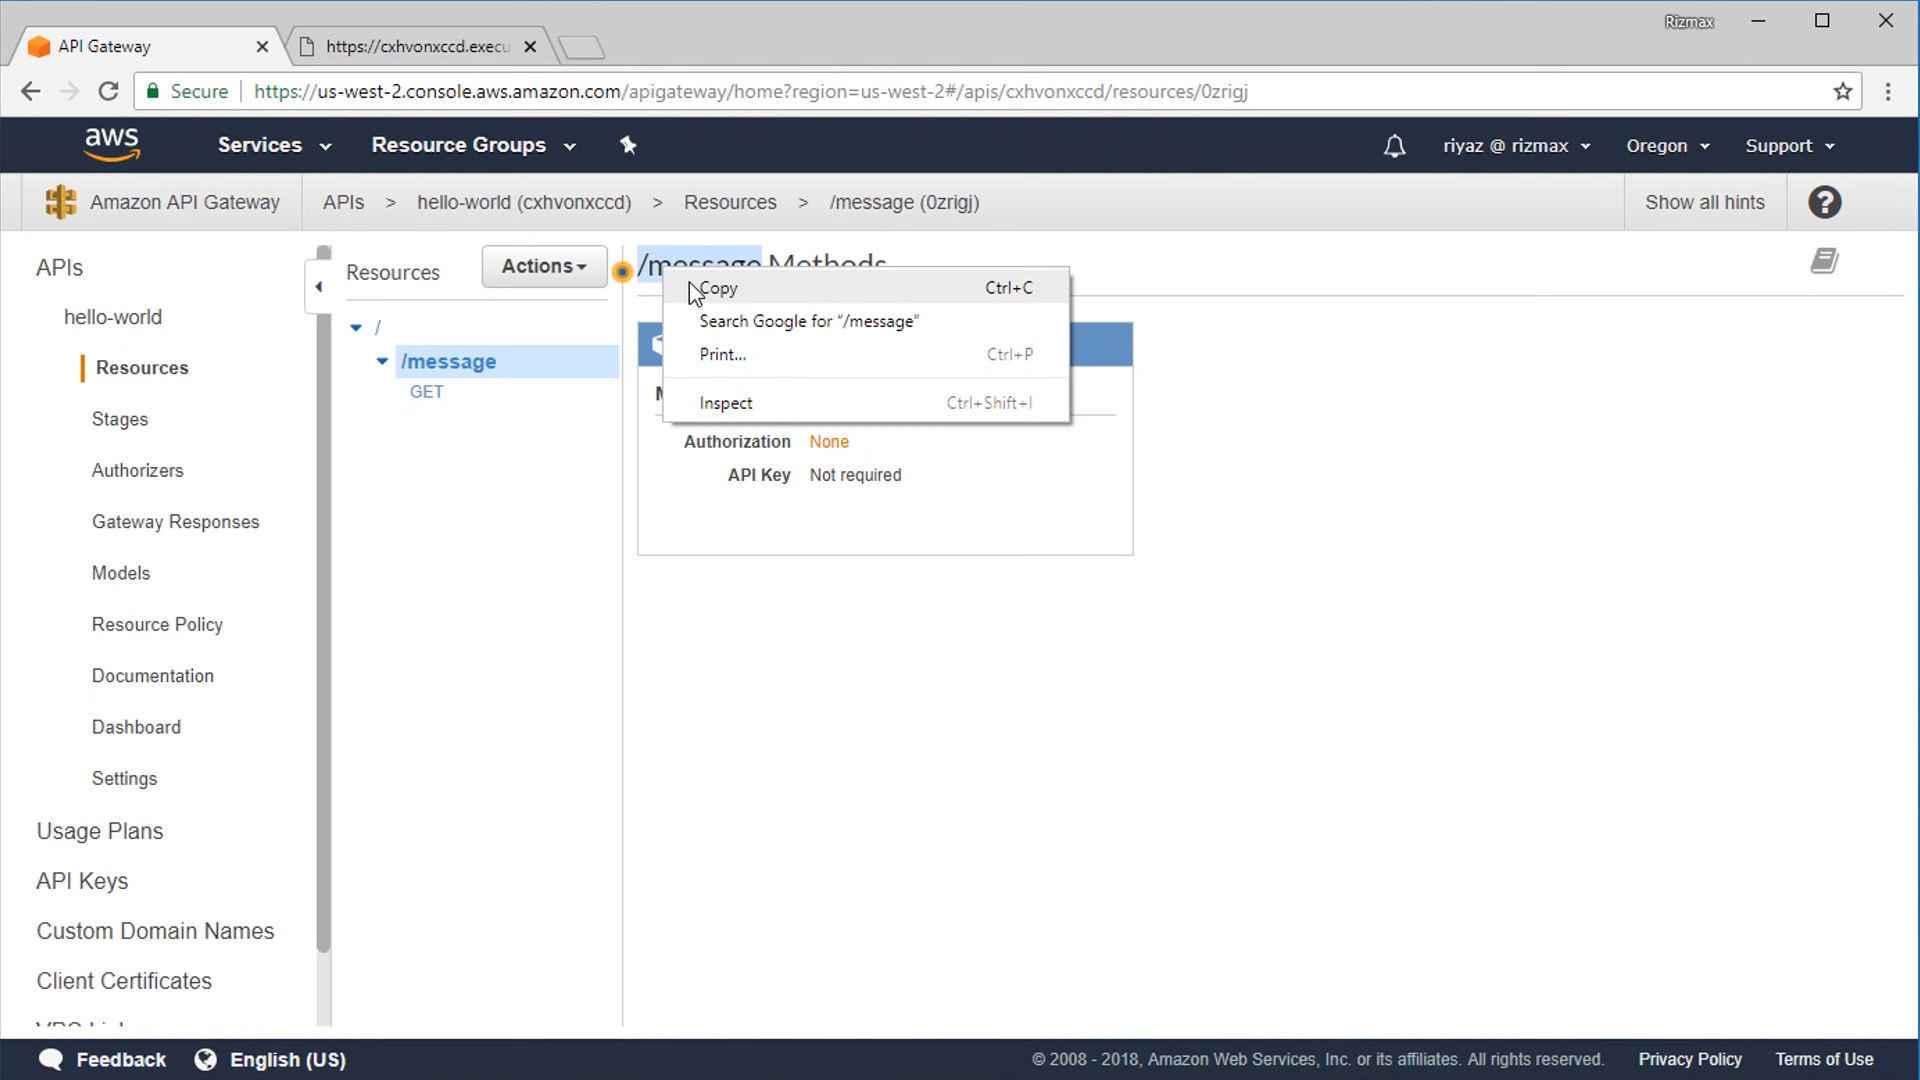 Rizmax
API Gateway
https://cxhvonxccd.execu
Secure
https://us-west-2.console.aws.amazon.com/apigateway/home?region=us-west-2#/apis/cxhvonxccd/resources/0zrigj
aws
Services
Resource Groups
riyaz @ rizmax
Oregon
Support
Amazon API Gateway
APIs > hello-world (cxhvonxccd) > Resources > /message (0zrigj)
Show all hints
APIs
hello-world
Resources
Stages
Authorizers
Gateway Responses
Models
Resource Policy
Documentation
Dashboard
Settings
Usage Plans
API Keys
Custom Domain Names
Client Certificates
Resources
Actions
/
/message
GET
/message Methods
Copy Ctrl+C
Search Google for “/message”
Print... Ctrl+P
Inspect Ctrl+Shift+I
Authorization None
API Key Not required
Feedback
English (US)
© 2008 - 2018, Amazon Web Services, Inc. or its affiliates. All rights reserved.
Privacy Policy
Terms of Use